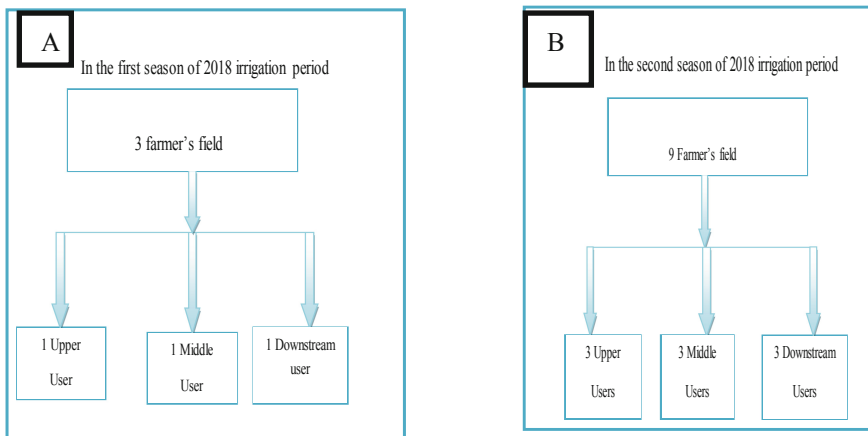 A
In the first season of 2018 irrigation period
3 farmer's field
1 Upper
User
1 Middle
User
1 Downstream
user
B
In the second season of 2018 irrigation period
9 Farmer's field
3 Upper
Users
3 Middle
Users
3 Downstream
Users